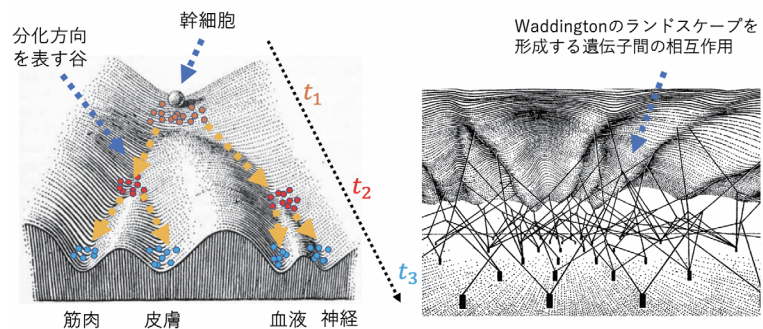 幹細胞
分化方向
を表す谷
t₁
t₂
t₃
筋肉
皮膚
血液
神経
Waddingtonのランドスケープを
形成する遺伝子間の相互作用